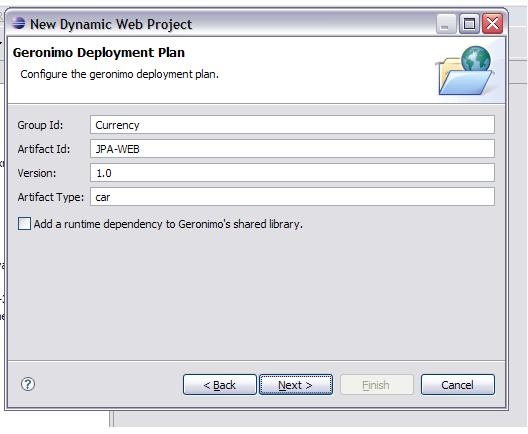 New Dynamic Web Project
Geronimo Deployment Plan
Configure the geronimo deployment plan.
Group Id: Currency
Artifact Id: JPA-WEB
Version: 1.0
Artifact Type: car
Add a runtime dependency to Geronimo's shared library.
< Back Next > Finish Cancel